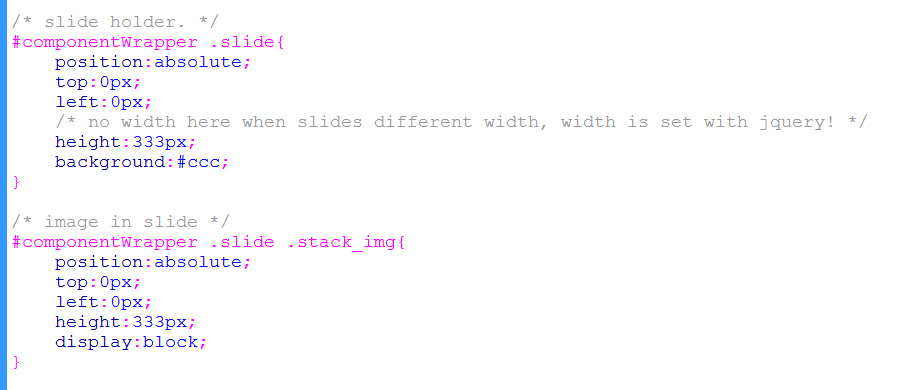 /* slide holder. */
#componentWrapper .slide{
    position:absolute;
    top:0px;
    left:0px;
    /* no width here when slides different width, width is set with jquery! */
    height:333px;
    background:#ccc;
}

/* image in slide */
#componentWrapper .slide .stack_img{
    position:absolute;
    top:0px;
    left:0px;
    height:333px;
    display:block;
}